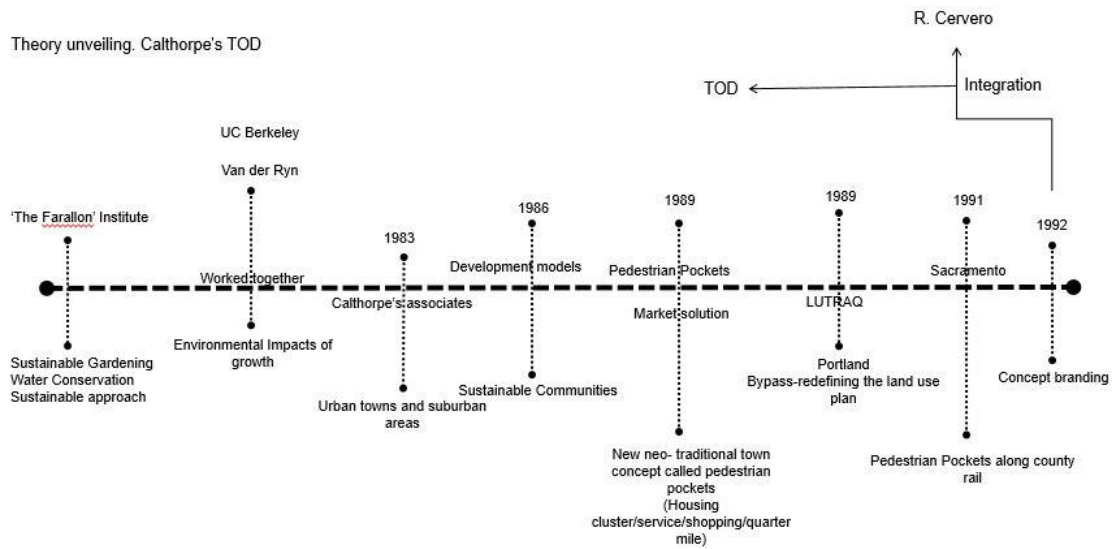 R. Cervero
Theory unveiling. Calthorpe's TOD
TOD
Integration
UC Berkeley
Van der Ryn
'The Farallon' Institute
Worked together
Sustainable Gardening
Water Conservation
Sustainable approach
Environmental Impacts of
growth
1983
Calthorpe's associates
Urban towns and suburban
areas
1986
Development models
Sustainable Communities
1989
Pedestrian Pockets
Market solution
New neo- traditional town
concept called pedestrian
pockets
(Housing
cluster/service/shopping/quarter
mile)
1989
LUTRAQ
Portland
Bypass-redefining the land use
plan
1991
Sacramento
Pedestrian Pockets along county
rail
1992
Concept branding